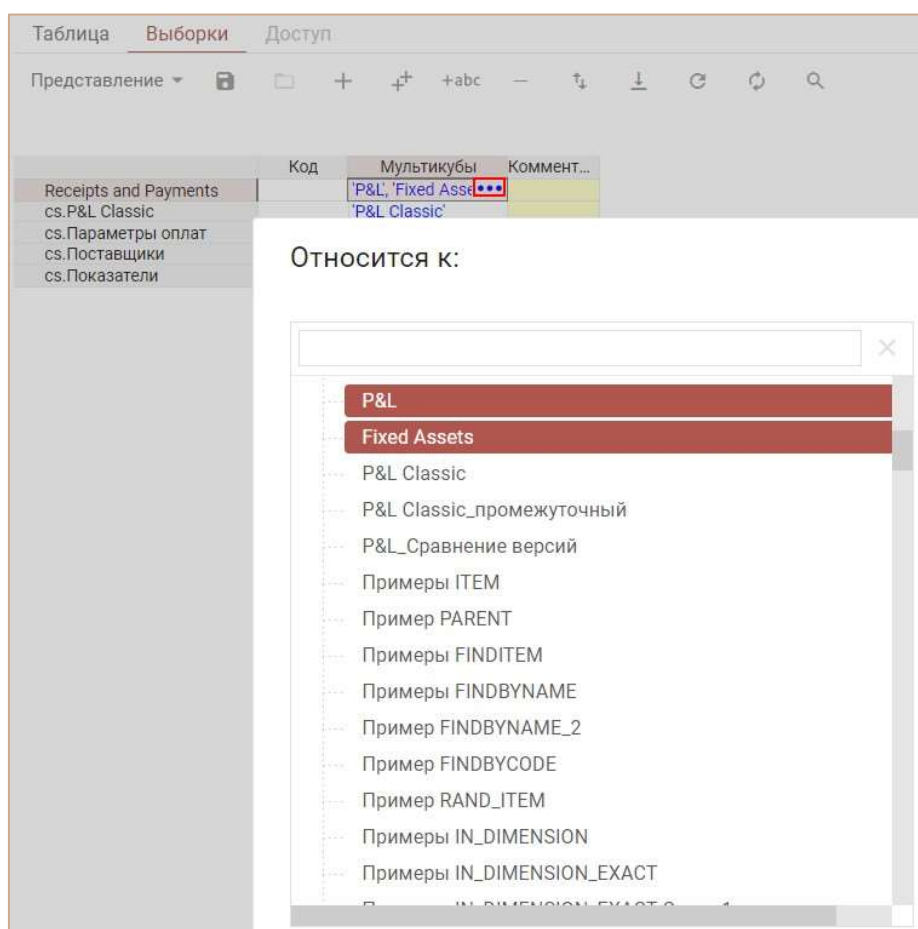 Таблица Выборки Доступ
Представление +abc
Код Мультикубы Коммент...
Receipts and Payments 'P&L', 'Fixed Asse
cs.P&L Classic 'P&L Classic'
cs.Параметры оплат
cs.Поставщики
cs.Показатели
Относится к:
P&L
Fixed Assets
P&L Classic
P&L Classic_промежуточный
P&L_Сравнение версий
Примеры ITEM
Пример PARENT
Примеры FINDITEM
Примеры FINDBYNAME
Пример FINDBYNAME_2
Пример FINDBYCODE
Пример RAND_ITEM
Примеры IN_DIMENSION
Примеры IN_DIMENSION_EXACT